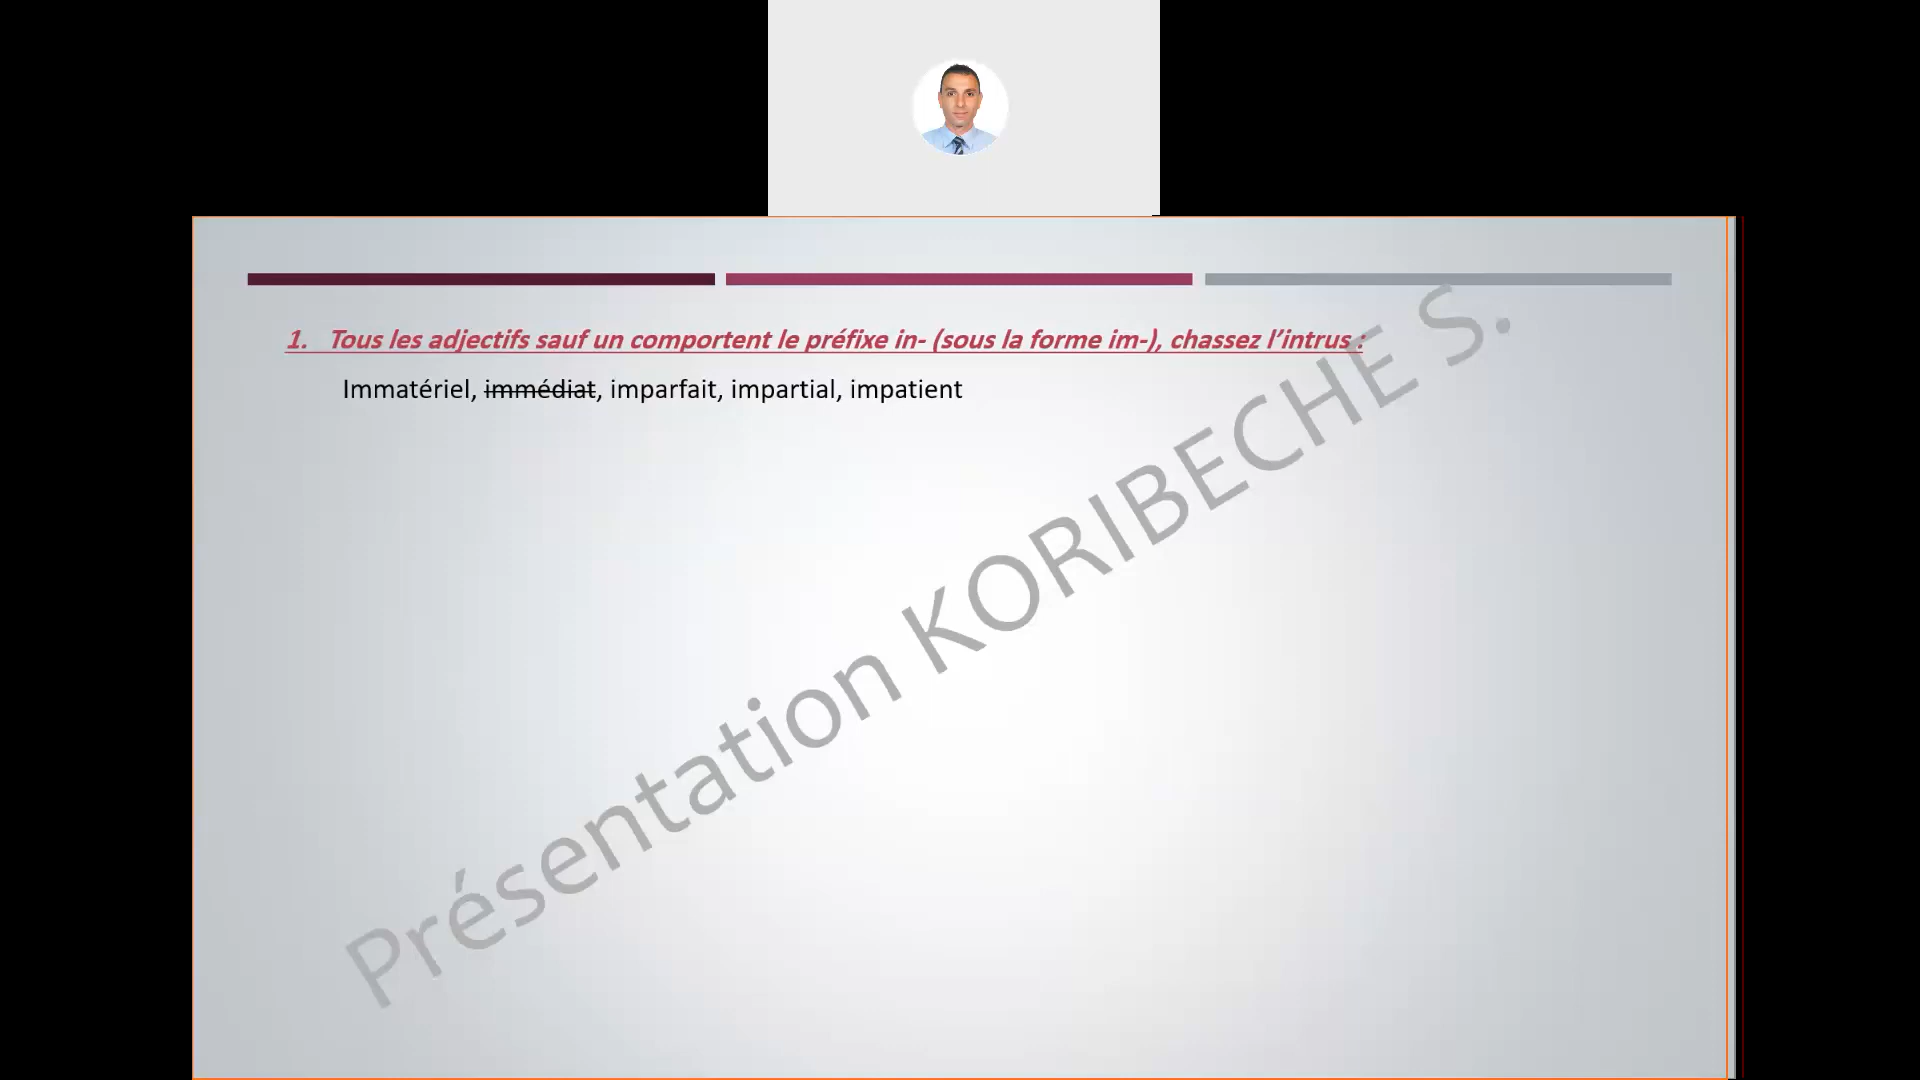 1. Tous les adjectifs sauf un comportent le préfixe in- (sous la forme im-), chassez l’intrus :
Immatériel, immédiat, imparfait, impartial, impatient
Présentation KORIBECHE S.